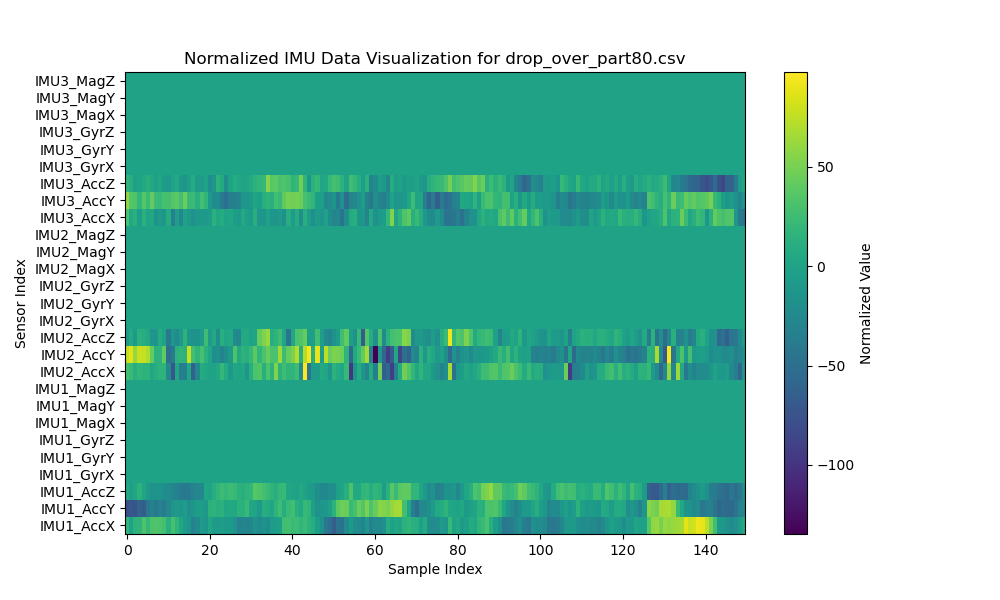 Normalized IMU Data Visualization for drop_over_part80.csv
IMU3_MagZ
IMU3_MagY
IMU3_MagX
IMU3_GyrZ
IMU3_GyrY
IMU3_GyrX
IMU3_AccZ
IMU3_AccY
IMU3_AccX
IMU2_MagZ
IMU2_MagY
IMU2_MagX
IMU2_GyrZ
IMU2_GyrY
IMU2_GyrX
IMU2_AccZ
IMU2_AccY
IMU2_AccX
IMU1_MagZ
IMU1_MagY
IMU1_MagX
IMU1_GyrZ
IMU1_GyrY
IMU1_GyrX
IMU1_AccZ
IMU1_AccY
IMU1_AccX
Sensor Index
0 20 40 60 80 100 120 140
Sample Index
50
0
−50
−100
Normalized Value